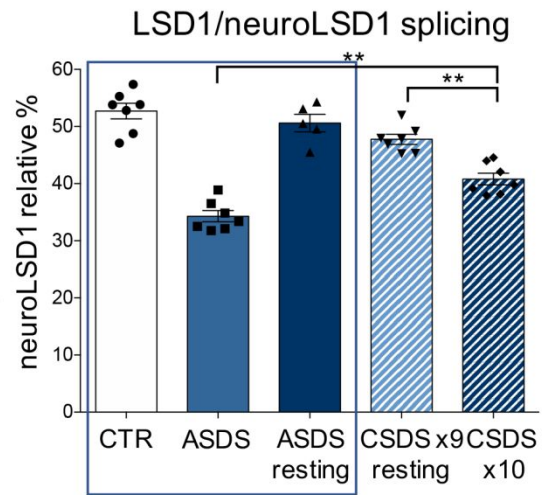 LSD1/neuroLSD1 splicing
neuroLSD1 relative %
60
50
40
30
20
10
0
**
**
CTR
ASDS
ASDS
resting
CSDS x9
resting
CSDS
x10